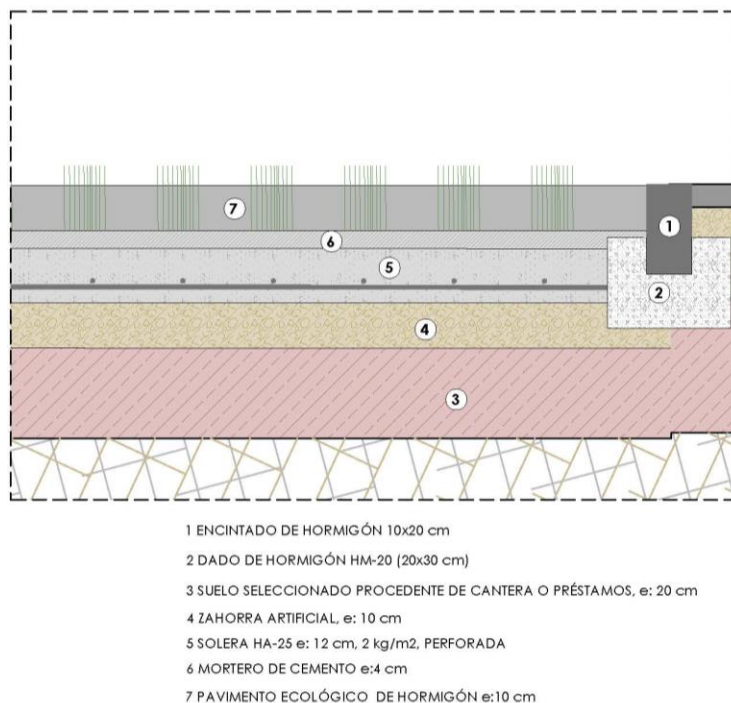 7
6
5
4
3
1
2
1 ENCINTADO DE HORMIGÓN 10x20 cm
2 DADO DE HORMIGÓN HM-20 (20x30 cm)
3 SUELO SELECCIONADO PROCEDENTE DE CANTERA O PRÉSTAMOS, e: 20 cm
4 ZAHORRA ARTIFICIAL, e: 10 cm
5 SOLERA HA-25 e: 12 cm, 2 kg/m2, PERFORADA
6 MORTERO DE CEMENTO e:4 cm
7 PAVIMENTO ECOLÓGICO DE HORMIGÓN e:10 cm